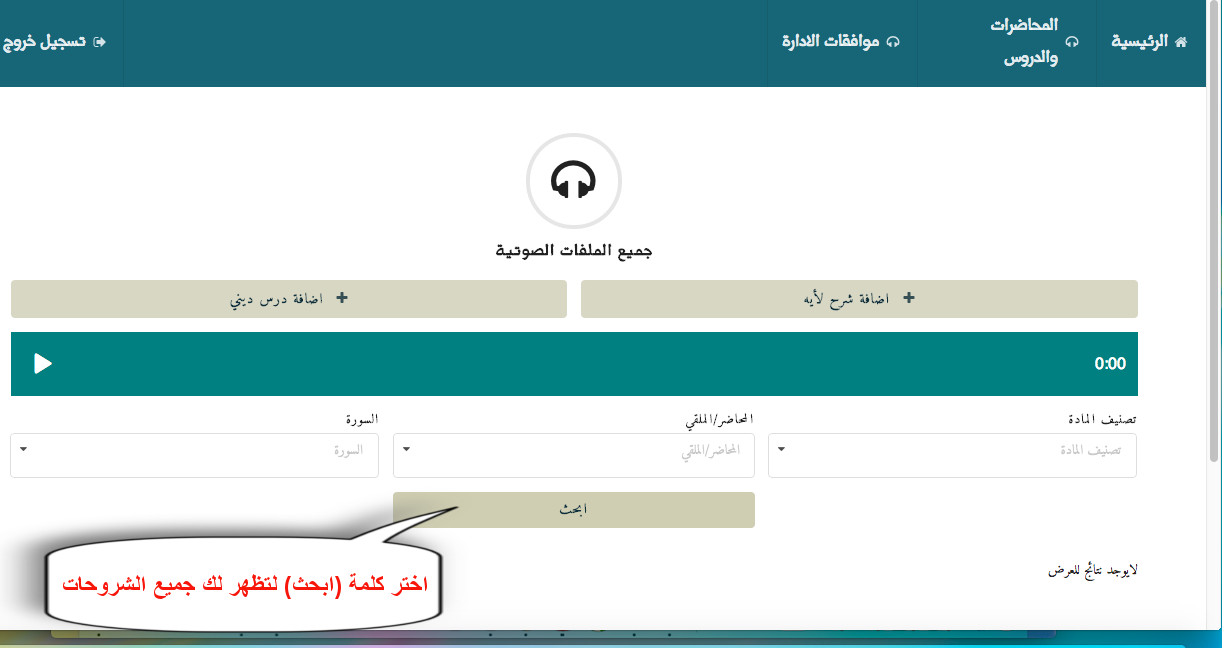 الرئيسية
المحاضرات
والدروس
موافقات الادارة
تسجيل خروج
جميع الملفات الصوتية
اضافة شرح لأيه
اضافة درس ديني
0:00
تصنيف المادة
المحاضر/الملقي
السورة
تصنيف المادة
المحاضر/الملقي
السورة
ابحث
اختر كلمة (ابحث) لتظهر لك جميع الشروحات
لايوجد نتائج للعرض